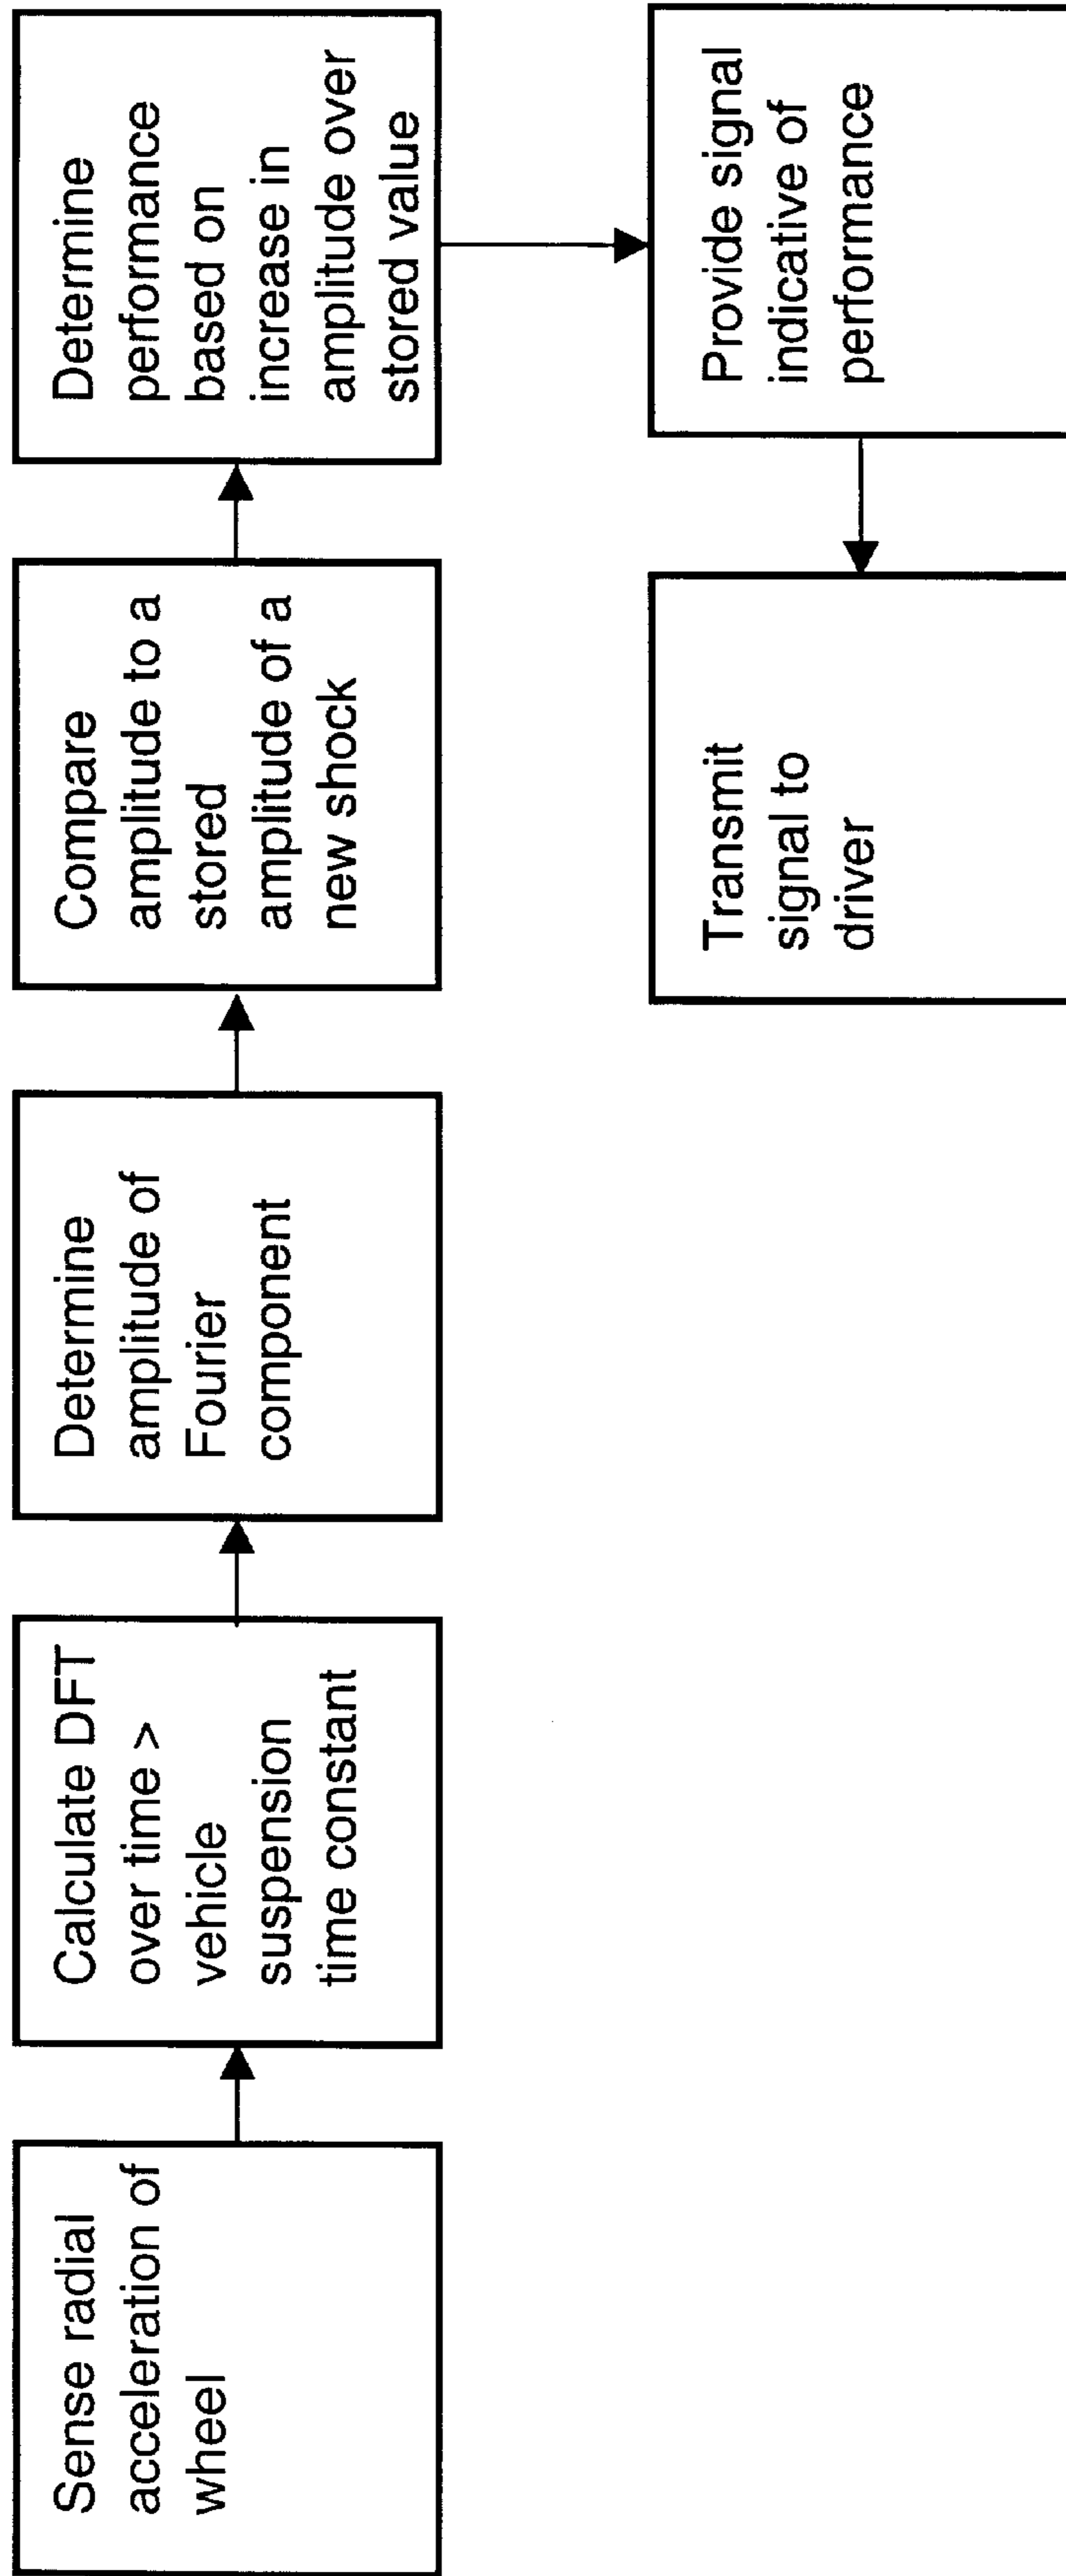 Sense radial
acceleration of
wheel
Calculate DFT
over time >
vehicle
suspension
time constant
Determine
amplitude of
Fourier
component
Compare
amplitude to a
stored
amplitude of a
new shock
Determine
performance
based on
increase in
amplitude over
stored value
Provide signal
indicative of
performance
Transmit
signal to
driver